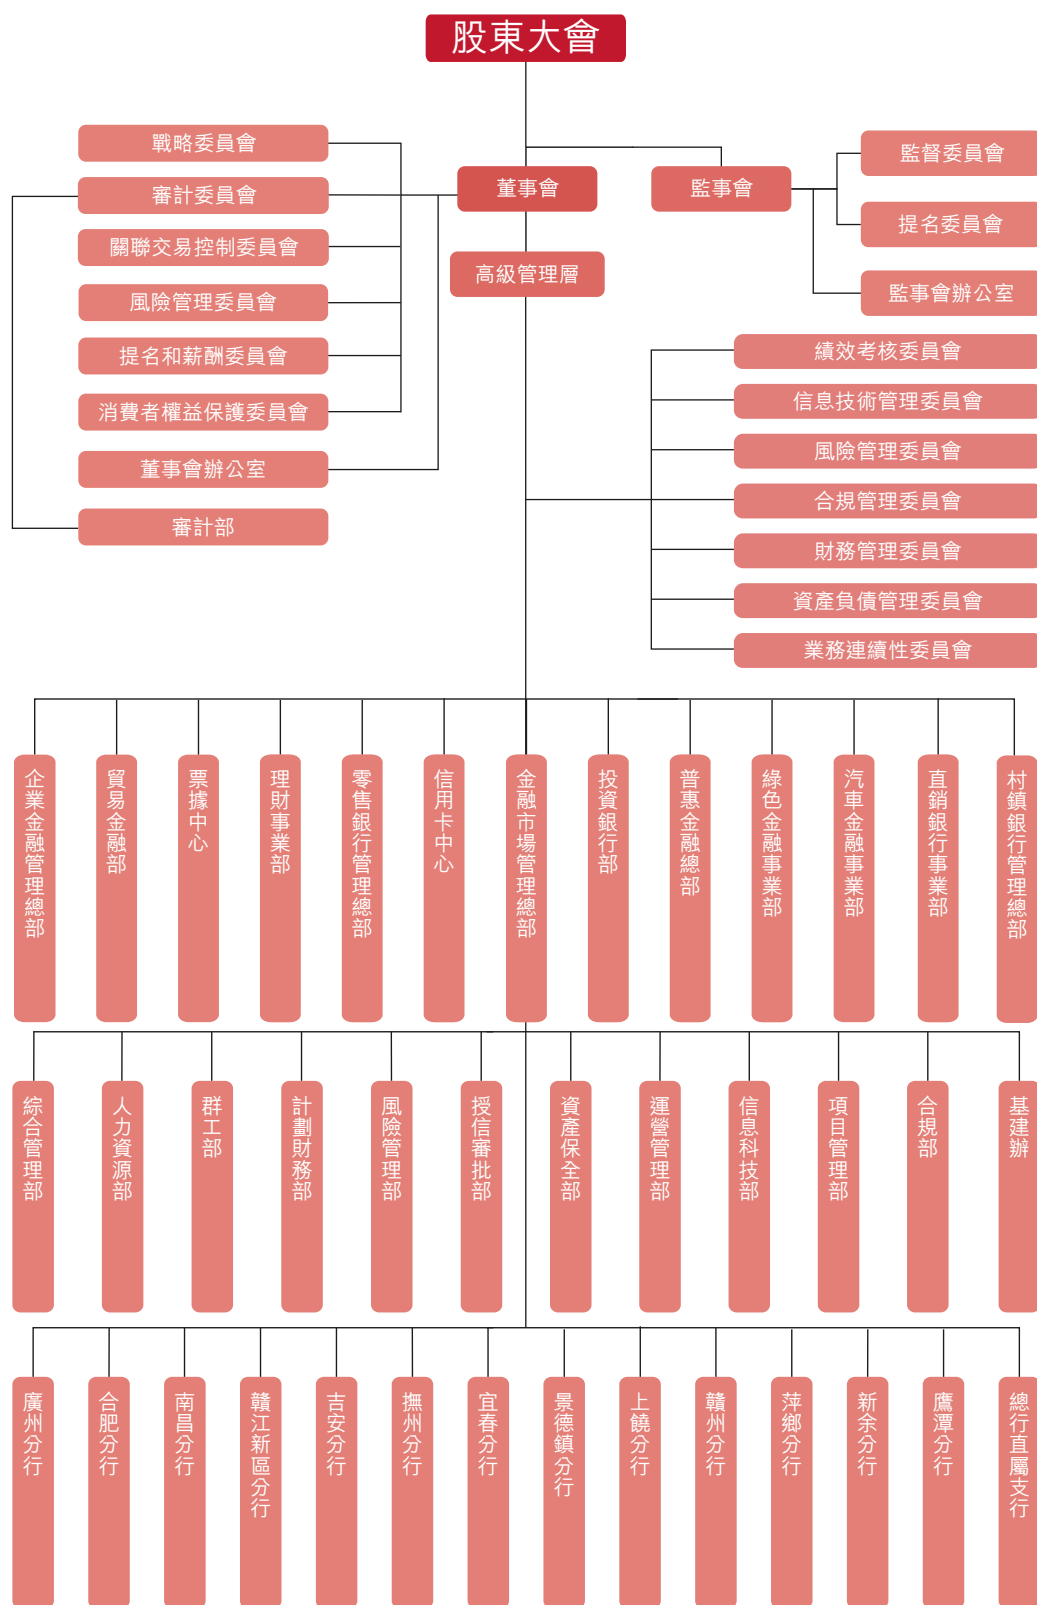 股東大會
戰略委員會
審計委員會
關聯交易控制委員會
風險管理委員會
提名和薪酬委員會
消費者權益保護委員會
董事會辦公室
審計部
董事會
監事會
高級管理層
監督委員會
提名委員會
監事會辦公室
績效考核委員會
信息技術管理委員會
風險管理委員會
合規管理委員會
財務管理委員會
資產負債管理委員會
業務連續性委員會
企業金融管理總部
貿易金融部
票據中心
理財事業部
零售銀行管理總部
信用卡中心
金融市場管理總部
投資銀行部
普惠金融總部
綠色金融事業部
汽車金融事業部
直銷銀行事業部
村鎮銀行管理總部
綜合管理部
人力資源部
群工部
計劃財務部
風險管理部
授信審批部
資產保全部
運營管理部
信息科技部
項目管理部
合規部
基建辦
廣州分行
合肥分行
南昌分行
贛江新區分行
吉安分行
撫州分行
宜春分行
景德鎮分行
上饒分行
贛州分行
萍鄉分行
新余分行
鷹潭分行
總行直屬支行